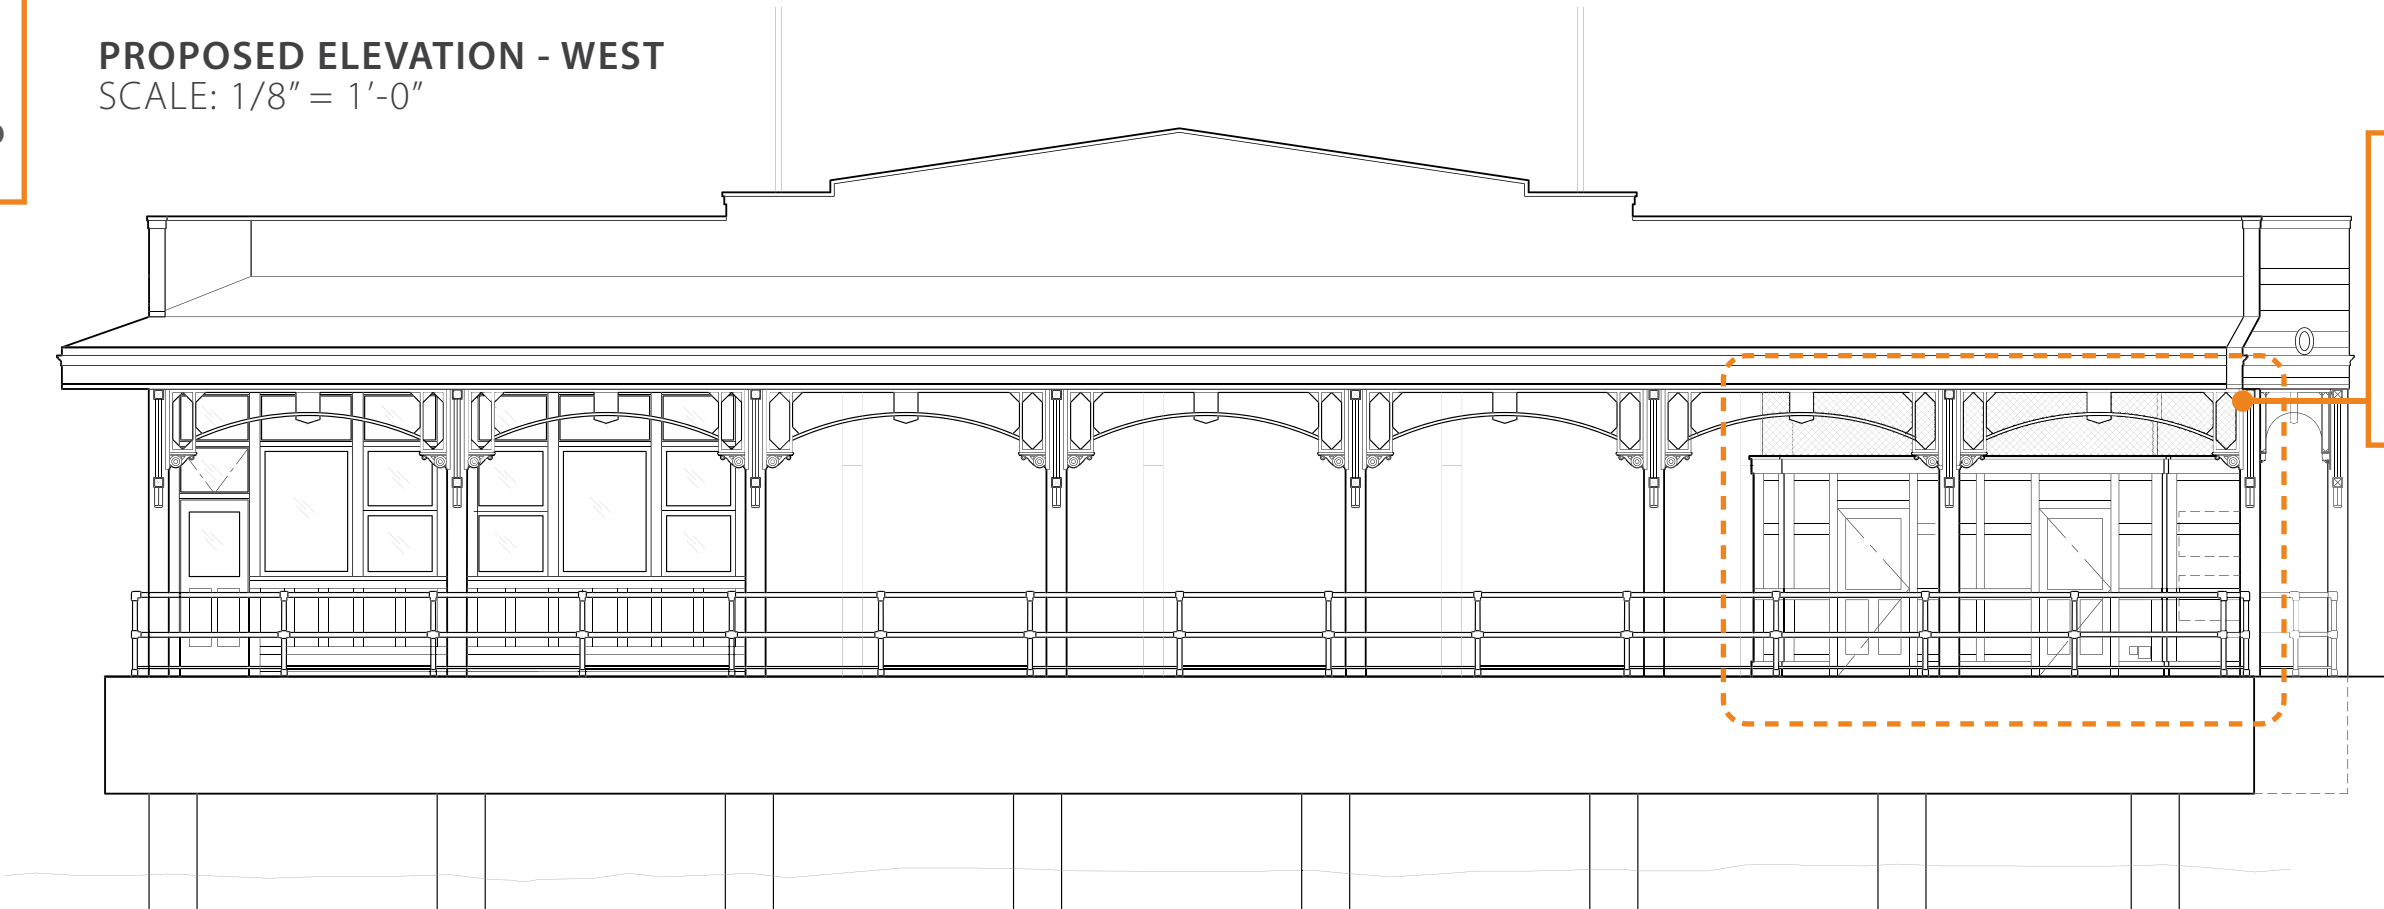 PROPOSED ELEVATION - WEST
SCALE: 1/8” = 1’-0”